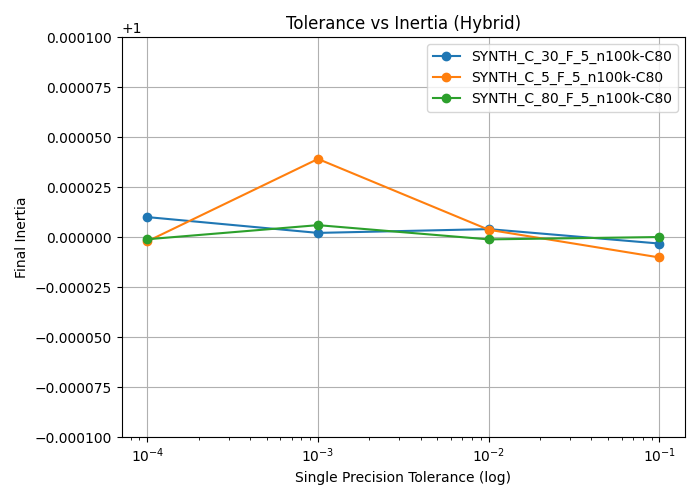 Tolerance vs Inertia (Hybrid)
+1
SYNTH_C_30_F_5_n100k-C80
SYNTH_C_5_F_5_n100k-C80
SYNTH_C_80_F_5_n100k-C80
0.000100
0.000075
0.000050
0.000025
0.000000
−0.000025
−0.000050
−0.000075
−0.000100
Final Inertia
10⁻⁴ 10⁻³ 10⁻² 10⁻¹
Single Precision Tolerance (log)